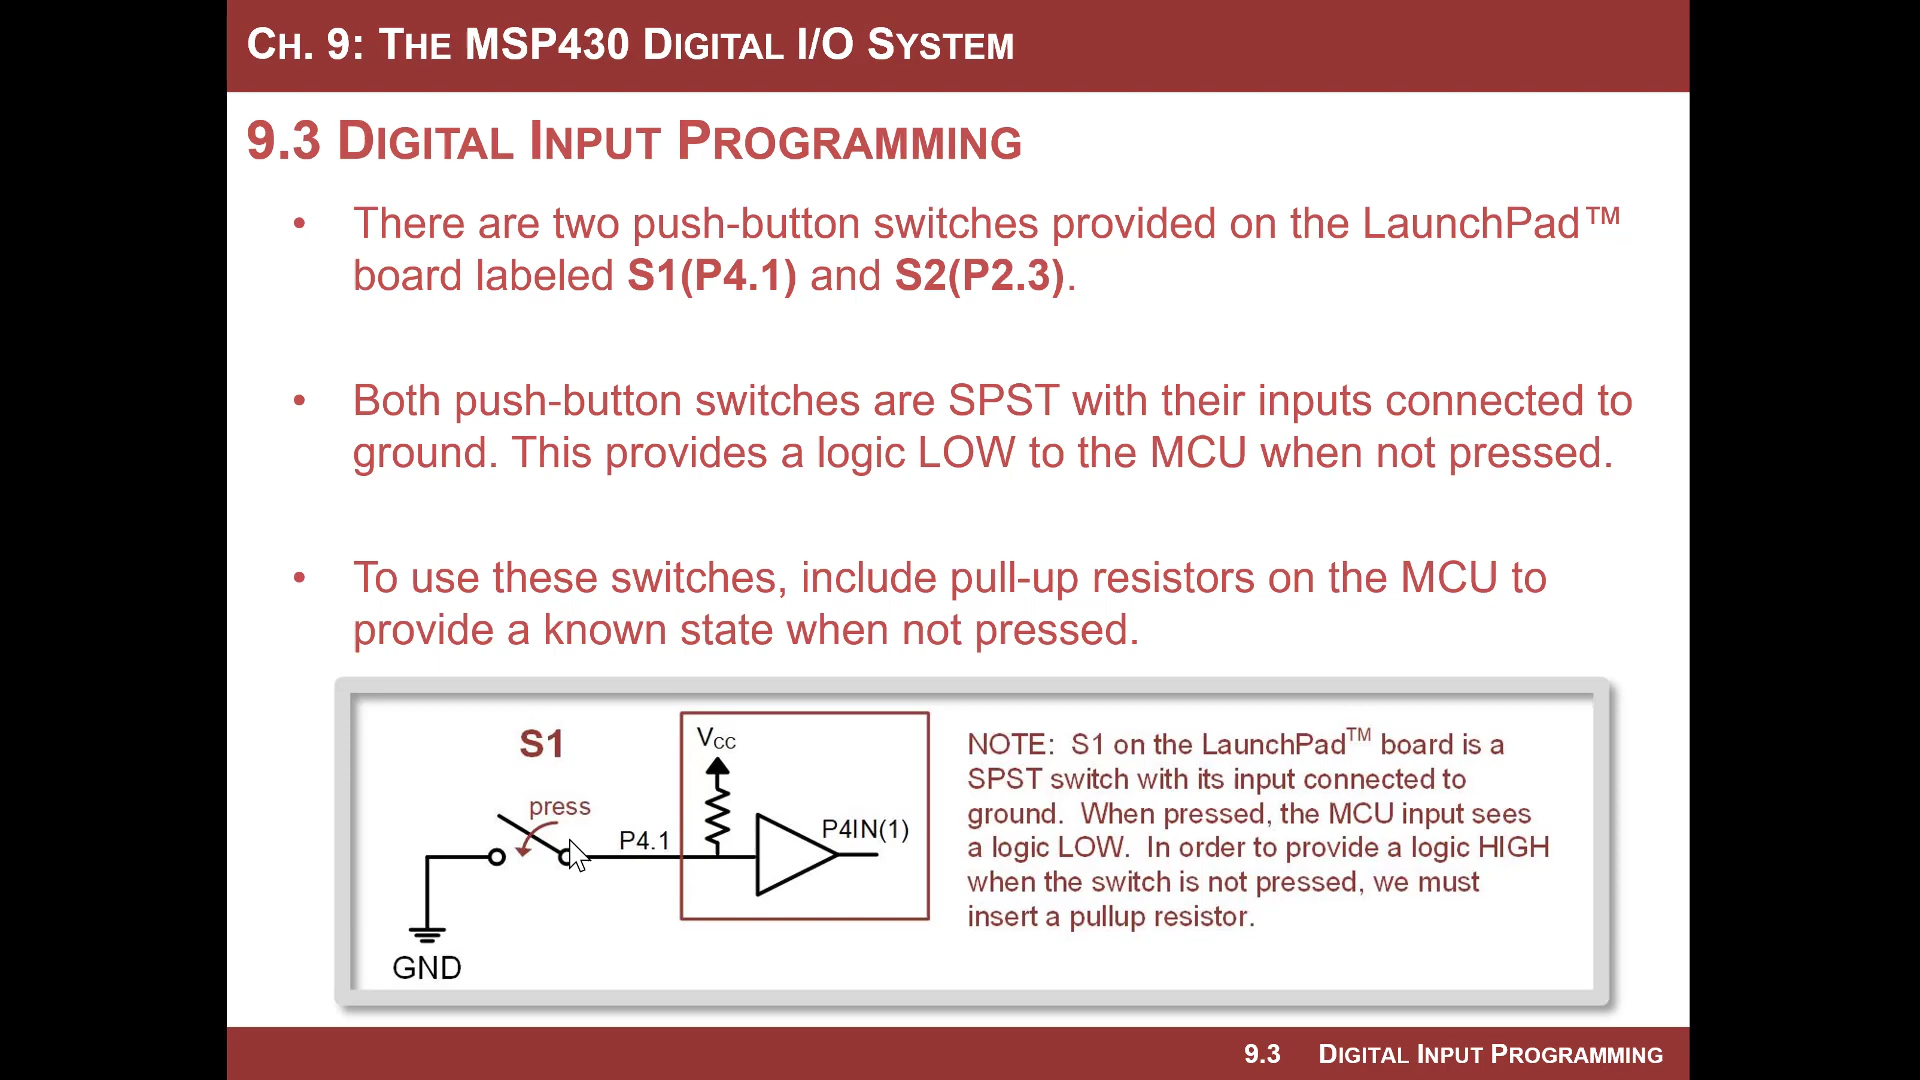 CH. 9: THE MSP430 DIGITAL I/O SYSTEM
9.3 DIGITAL INPUT PROGRAMMING
• There are two push-button switches provided on the LaunchPad™
board labeled S1(P4.1) and S2(P2.3).
• Both push-button switches are SPST with their inputs connected to
ground. This provides a logic LOW to the MCU when not pressed.
• To use these switches, include pull-up resistors on the MCU to
provide a known state when not pressed.
S1
press
P4.1
VCC
P4IN(1)
GND
NOTE: S1 on the LaunchPad™ board is a
SPST switch with its input connected to
ground. When pressed, the MCU input sees
a logic LOW. In order to provide a logic HIGH
when the switch is not pressed, we must
insert a pullup resistor.
9.3 DIGITAL INPUT PROGRAMMING